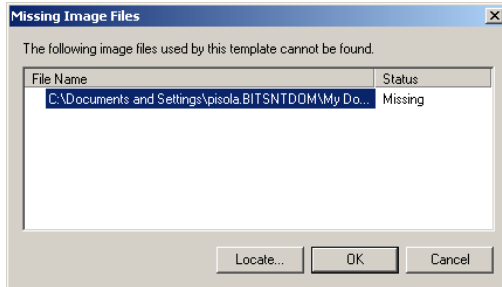 Missing Image Files
The following image files used by this template cannot be found.
File Name Status
C:\Documents and Settings\pisola.BITSNTDOM\My Do... Missing
Locate... OK Cancel